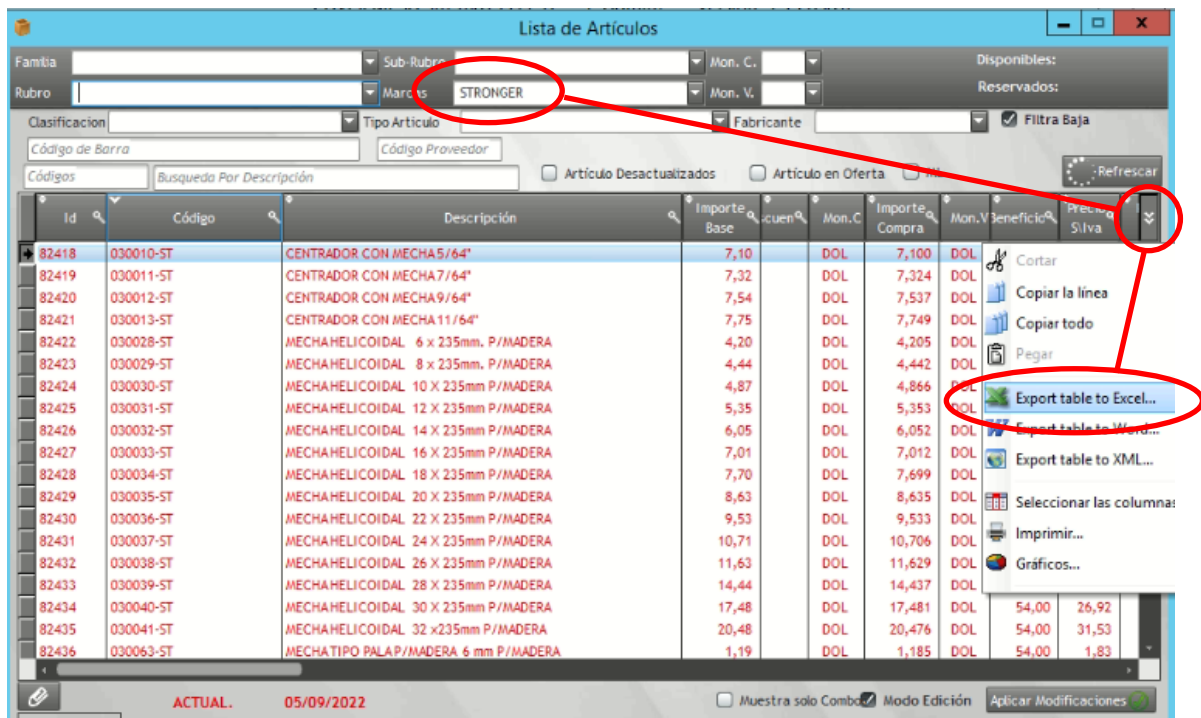 Lista de Artículos
Familia Sub-Rubro Mon. C. Disponibles:
Rubro Marcas STRONGER Mon. V. Reservados:
Clasificacion Tipo Articulo Fabricante Filtra Baja
Código de Barra Código Proveedor
Códigos Busqueda Por Descripción Artículo Desactualizados Artículo en Oferta Refrescar
Id Código Descripción Importe Base Mon.C Importe Compra Mon.V Beneficio Precio S\Iva
82418 030010-ST CENTRADOR CON MECHA 5/64" 7,10 DOL 7,100 DOL
82419 030011-ST CENTRADOR CON MECHA 7/64" 7,32 DOL 7,324 DOL
82420 030012-ST CENTRADOR CON MECHA 9/64" 7,54 DOL 7,537 DOL
82421 030013-ST CENTRADOR CON MECHA 11/64" 7,75 DOL 7,749 DOL
82422 030028-ST MECHA HELICOIDAL 6 x 235mm. P/MADERA 4,20 DOL 4,205 DOL
82423 030029-ST MECHA HELICOIDAL 8 x 235mm. P/MADERA 4,44 DOL 4,442 DOL
82424 030030-ST MECHA HELICOIDAL 10 X 235mm P/MADERA 4,87 DOL 4,866 DOL
82425 030031-ST MECHA HELICOIDAL 12 X 235mm P/MADERA 5,35 DOL 5,353 DOL
82426 030032-ST MECHA HELICOIDAL 14 X 235mm P/MADERA 6,05 DOL 6,052 DOL
82427 030033-ST MECHA HELICOIDAL 16 X 235mm P/MADERA 7,01 DOL 7,012 DOL
82428 030034-ST MECHA HELICOIDAL 18 X 235mm P/MADERA 7,70 DOL 7,699 DOL
82429 030035-ST MECHA HELICOIDAL 20 X 235mm P/MADERA 8,63 DOL 8,635 DOL
82430 030036-ST MECHA HELICOIDAL 22 X 235mm P/MADERA 9,53 DOL 9,533 DOL
82431 030037-ST MECHA HELICOIDAL 24 X 235mm P/MADERA 10,71 DOL 10,706 DOL
82432 030038-ST MECHA HELICOIDAL 26 X 235mm P/MADERA 11,63 DOL 11,629 DOL
82433 030039-ST MECHA HELICOIDAL 28 X 235mm P/MADERA 14,44 DOL 14,437 DOL
82434 030040-ST MECHA HELICOIDAL 30 X 235mm P/MADERA 17,48 DOL 17,481 DOL 54,00 26,92
82435 030041-ST MECHA HELICOIDAL 32 x235mm P/MADERA 20,48 DOL 20,476 DOL 54,00 31,53
82436 030063-ST MECHA TIPO PALA P/MADERA 6 mm P/MADERA 1,19 DOL 1,185 DOL 54,00 1,83
Cortar
Copiar la línea
Copiar todo
Pegar
Export table to Excel...
Export table to Word...
Export table to XML...
Seleccionar las columnas
Imprimir...
Gráficos...
ACTUAL. 05/09/2022 Muestra solo Combo Modo Edición Aplicar Modificaciones